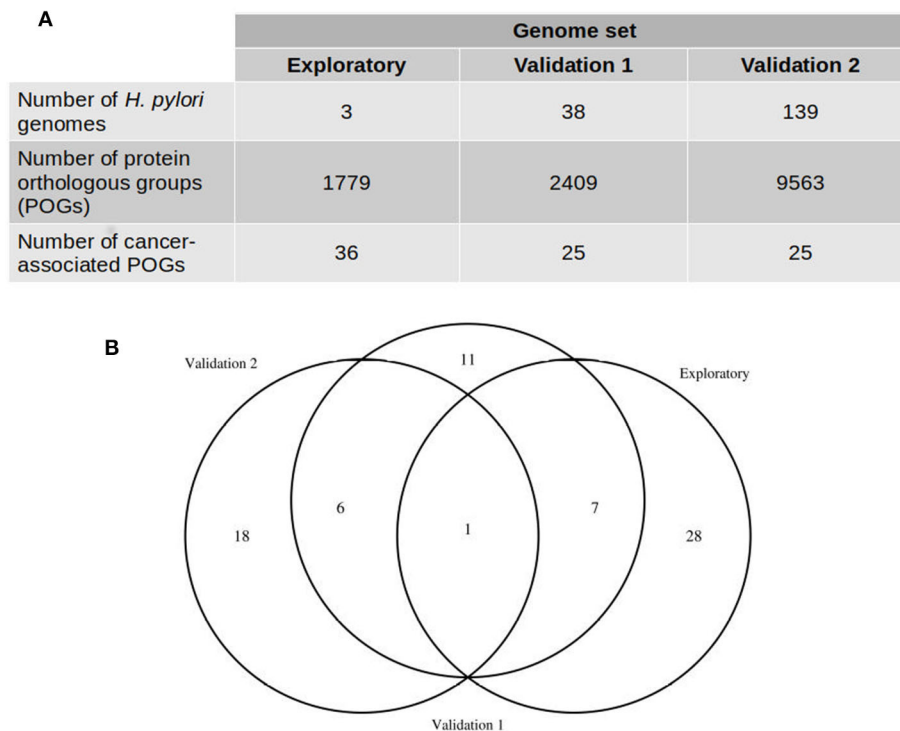 A
Genome set
Exploratory Validation 1 Validation 2
Number of H. pylori
genomes
3 38 139
Number of protein
orthologous groups
(POGs)
1779 2409 9563
Number of cancer-
associated POGs
36 25 25
B
Validation 2
11
Exploratory
6
1
7
18
28
Validation 1